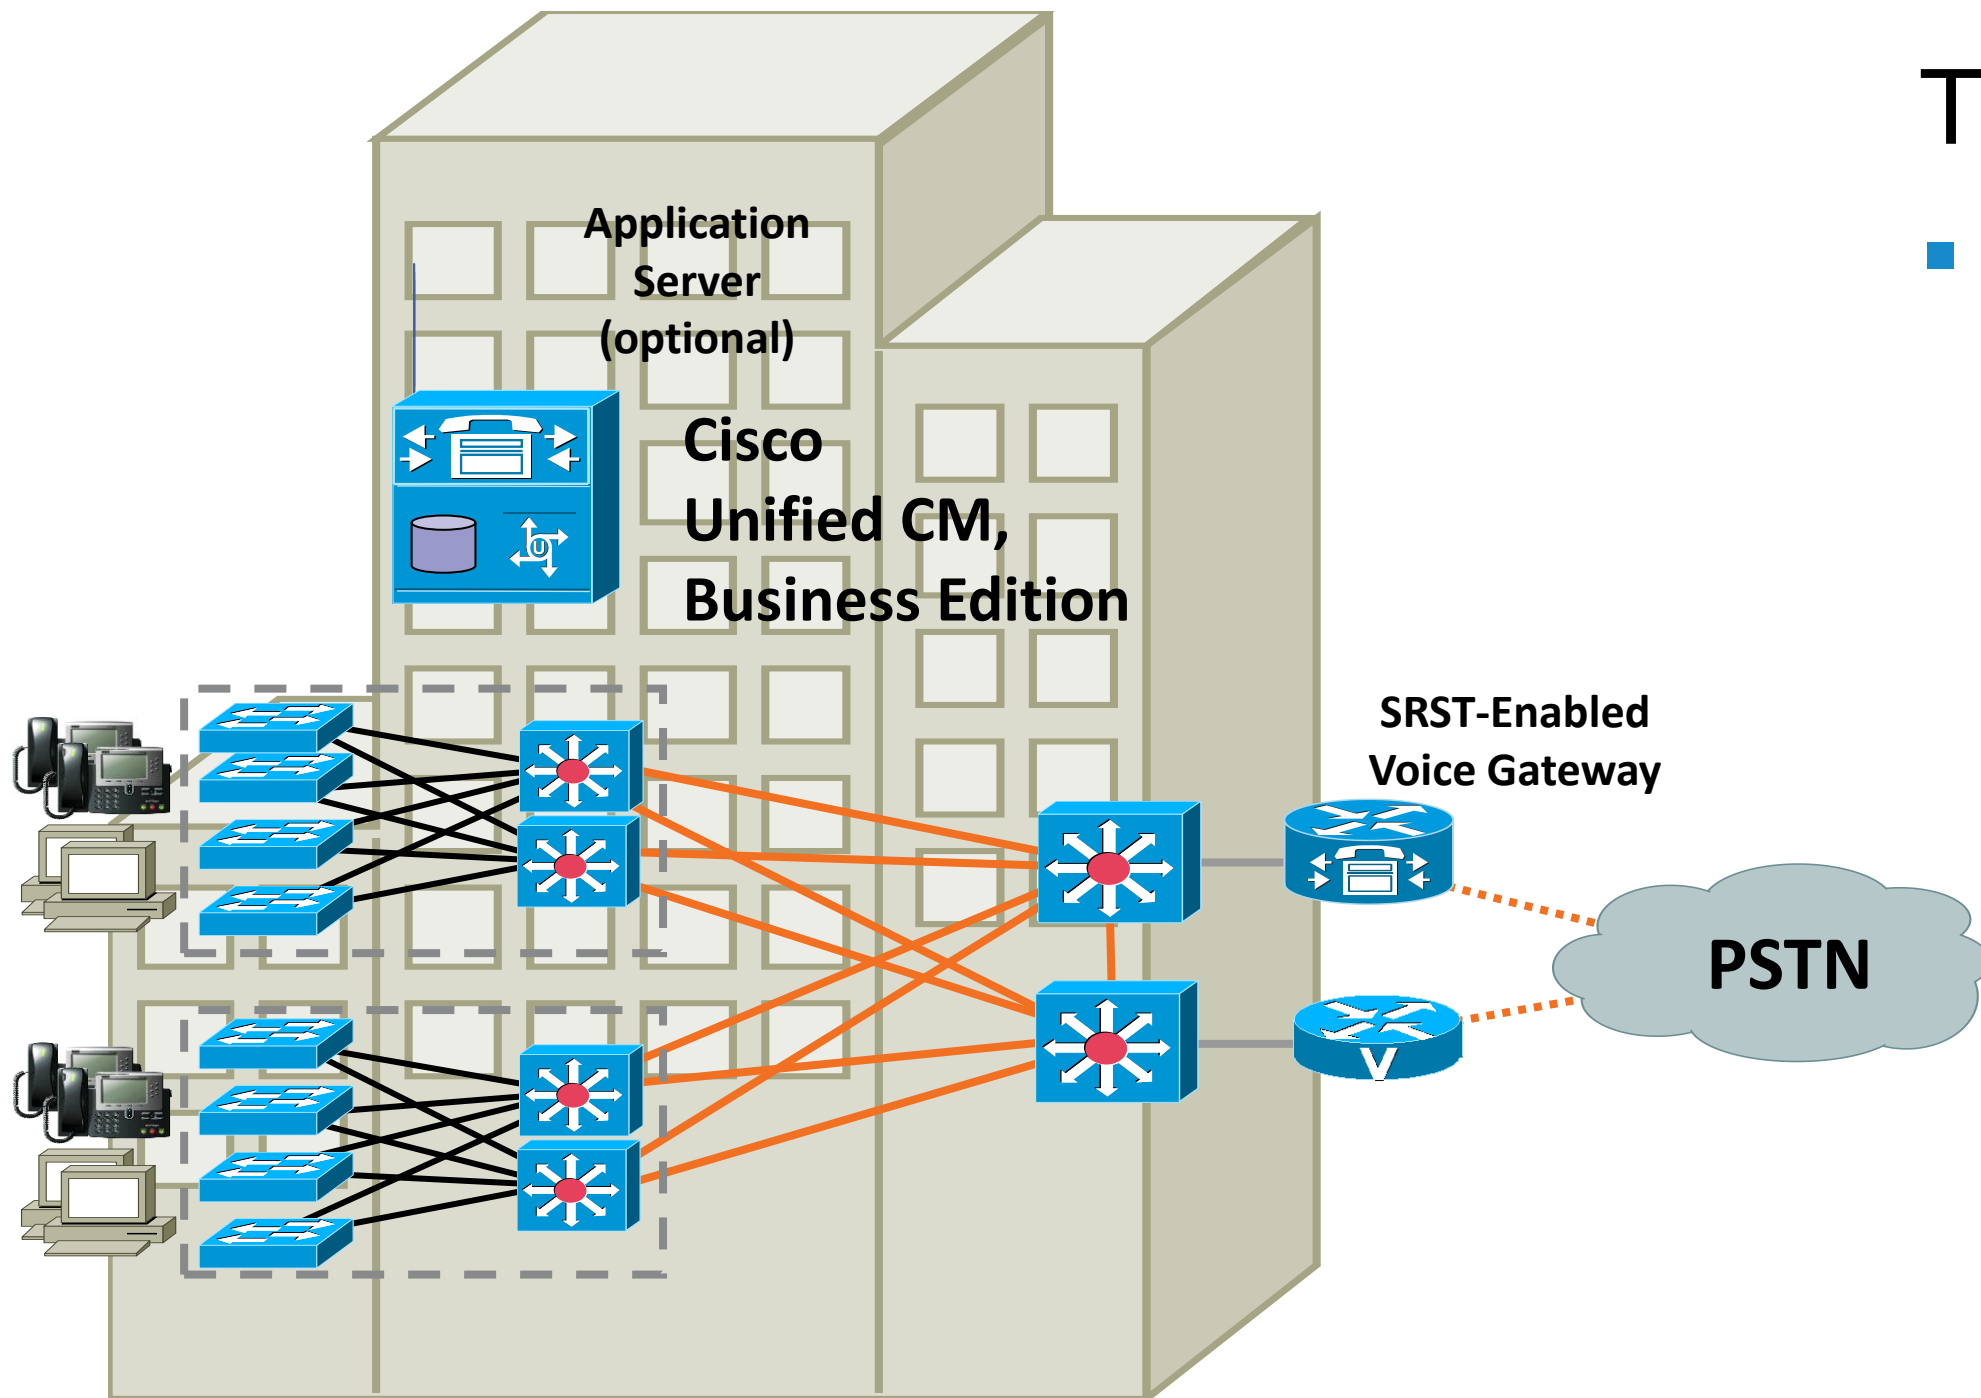 T
Application
Server
(optional)
Cisco
Unified CM,
Business Edition
U
SRST-Enabled
Voice Gateway
PSTN
V